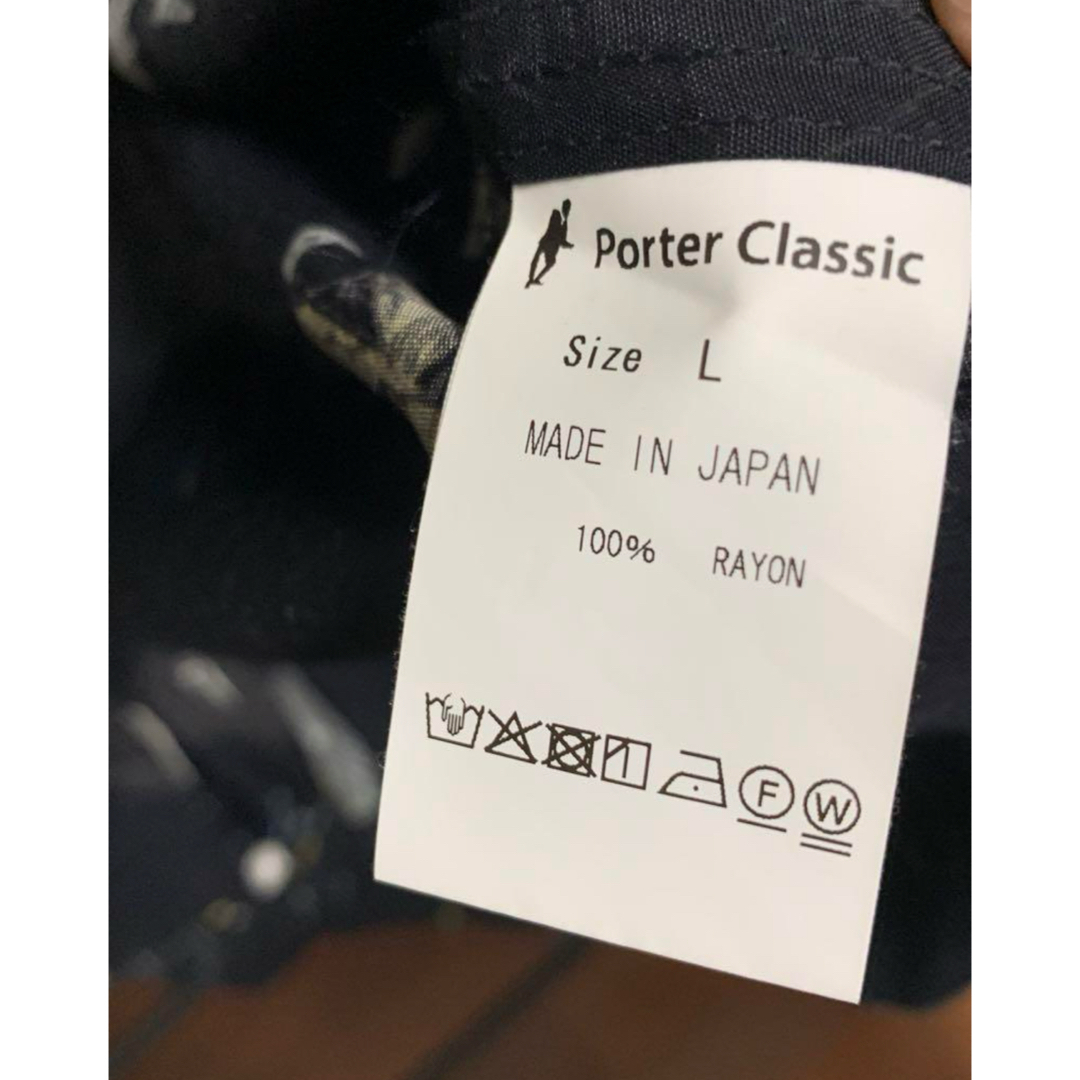 Porter Classic
Size L
MADE IN JAPAN
100% RAYON
F W